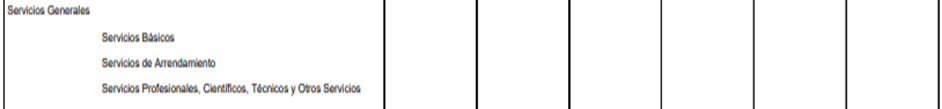 Servicios Generales
Servicios Básicos
Servicios de Arrendamiento
Servicios Profesionales, Científicos, Técnicos y Otros Servicios